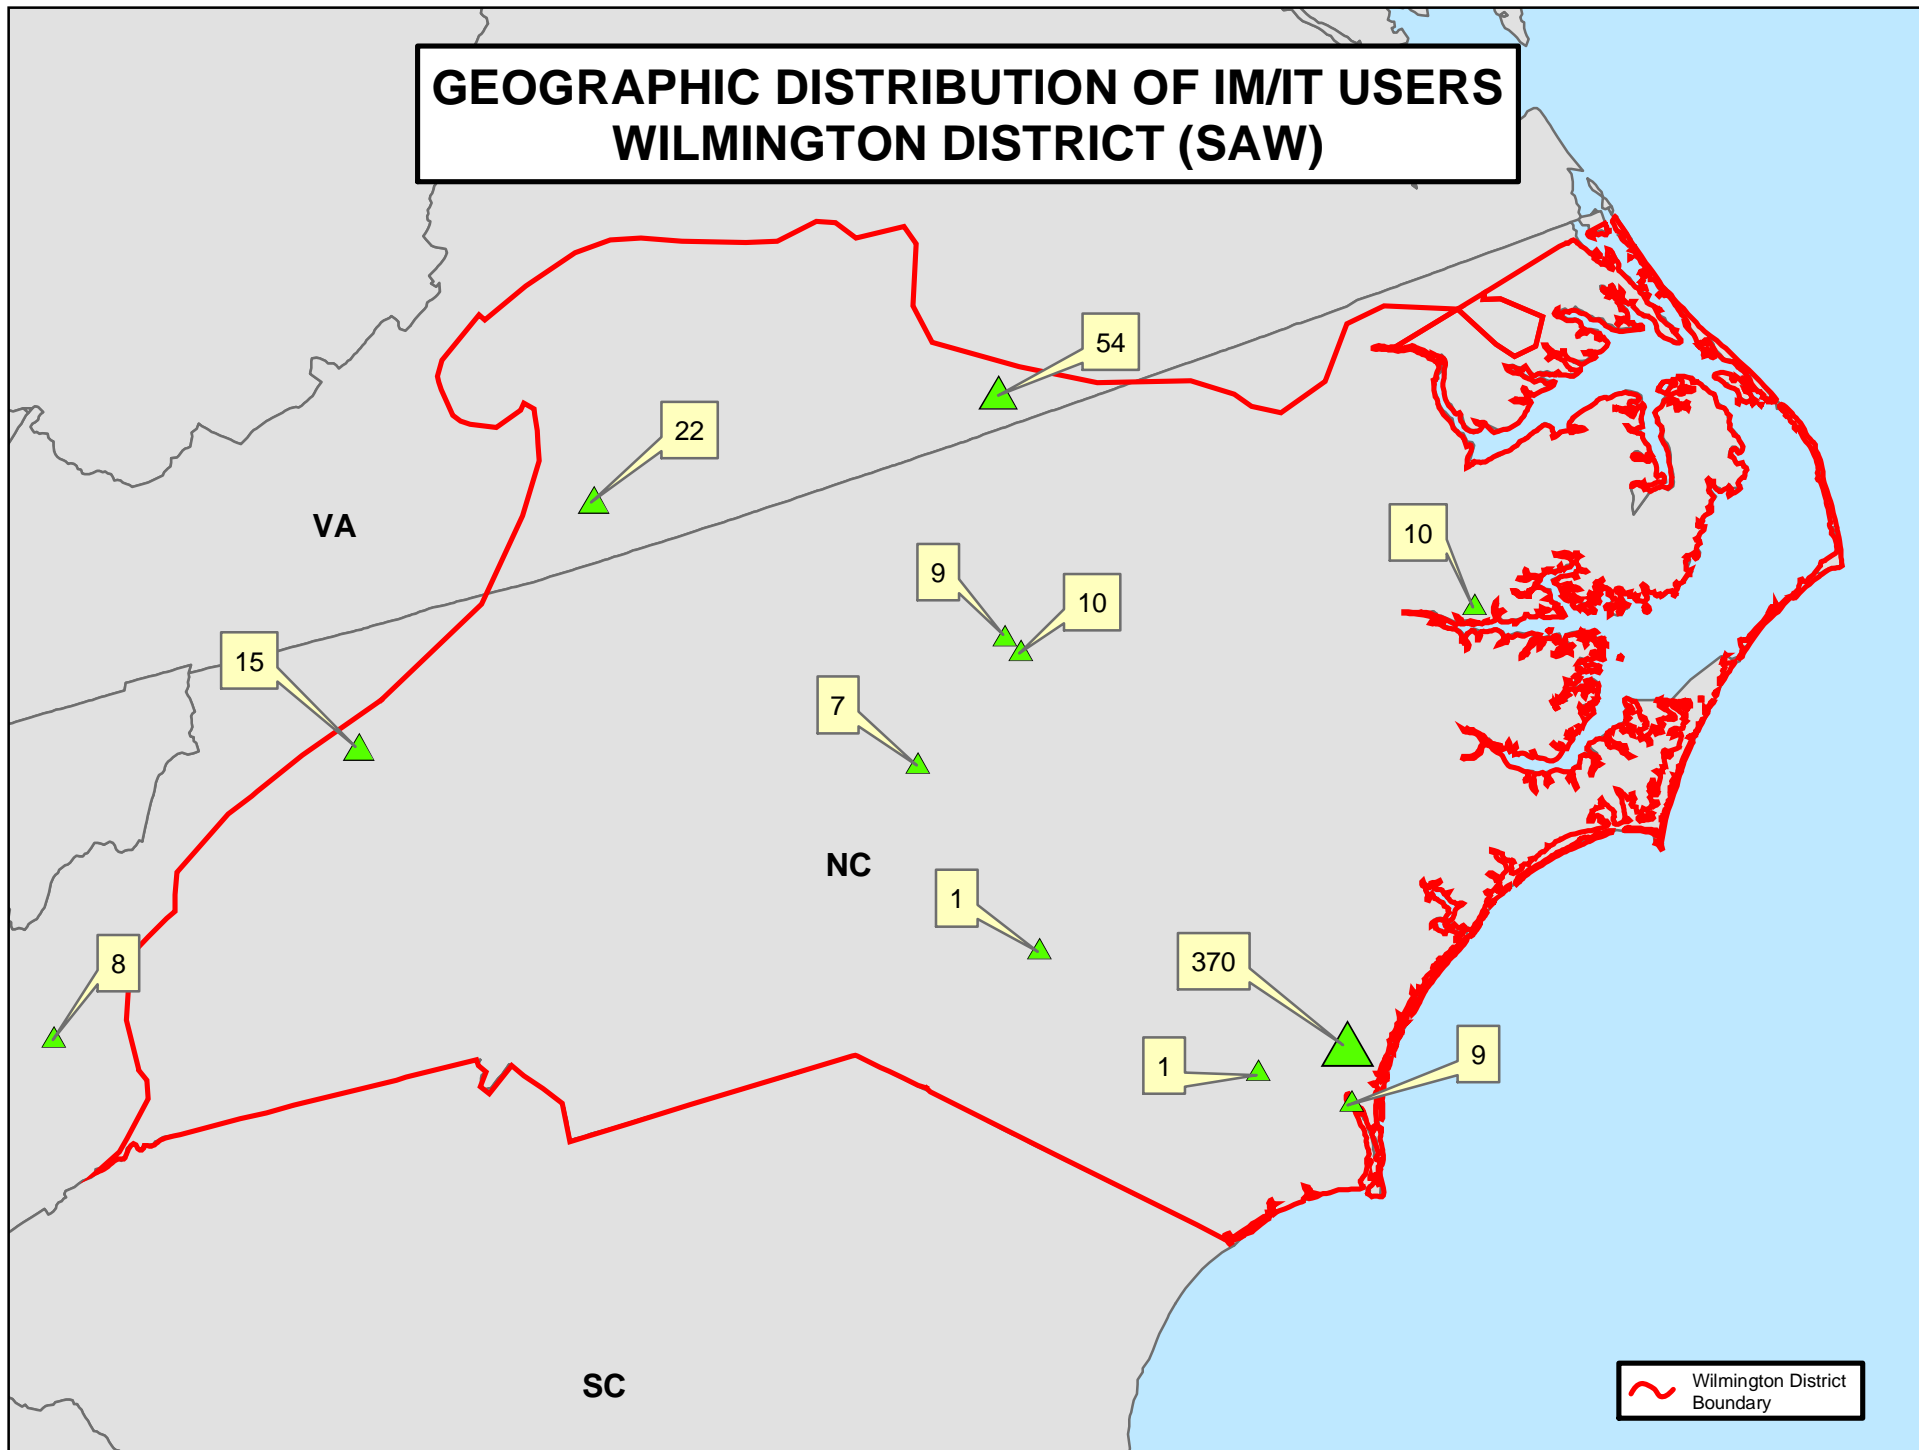 GEOGRAPHIC DISTRIBUTION OF IM/IT USERS
WILMINGTON DISTRICT (SAW)
54
22
VA
10
9
10
15
7
NC
1
370
8
9
1
SC
Wilmington District
Boundary